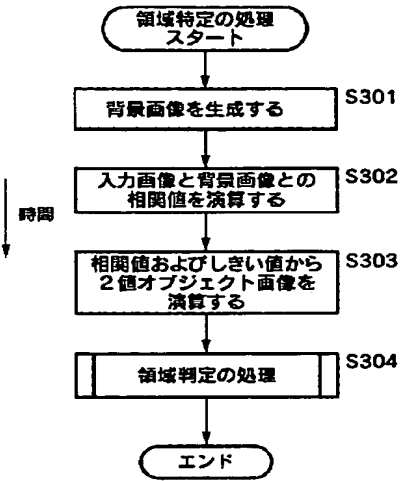 領域特定の処理
スタート
背景画像を生成する
S301
入力画像と背景画像との
相関値を演算する
S302
時間
相関値およびしきい値から
2値オブジェクト画像を
演算する
S303
領域判定の処理
S304
エンド